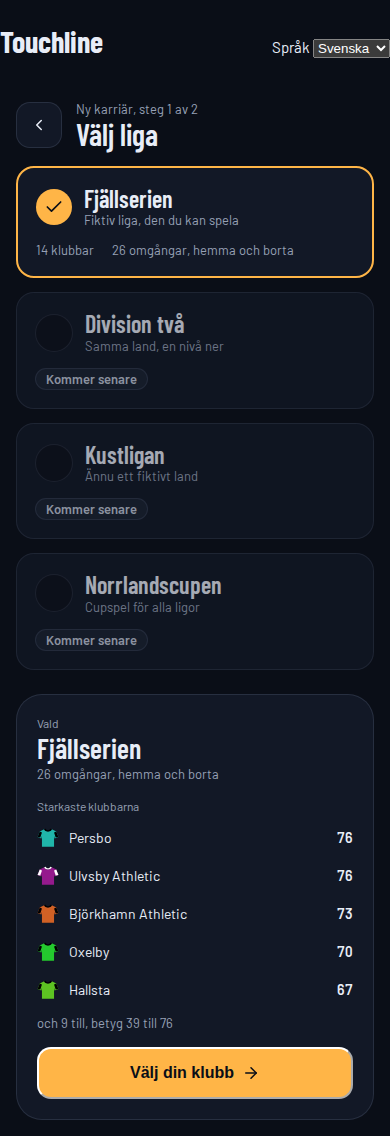 Touchline
Språk Svenska
Ny karriär, steg 1 av 2
Välj liga
Fjällserien
Fiktiv liga, den du kan spela
14 klubbar 26 omgångar, hemma och borta
Division två
Samma land, en nivå ner
Kommer senare
Kustligan
Ännu ett fiktivt land
Kommer senare
Norrlandscupen
Cupspel för alla ligor
Kommer senare
Vald
Fjällserien
26 omgångar, hemma och borta
Starkaste klubbarna
Persbo 76
Ulvsby Athletic 76
Björkhamn Athletic 73
Oxelby 70
Hallsta 67
och 9 till, betyg 39 till 76
Välj din klubb